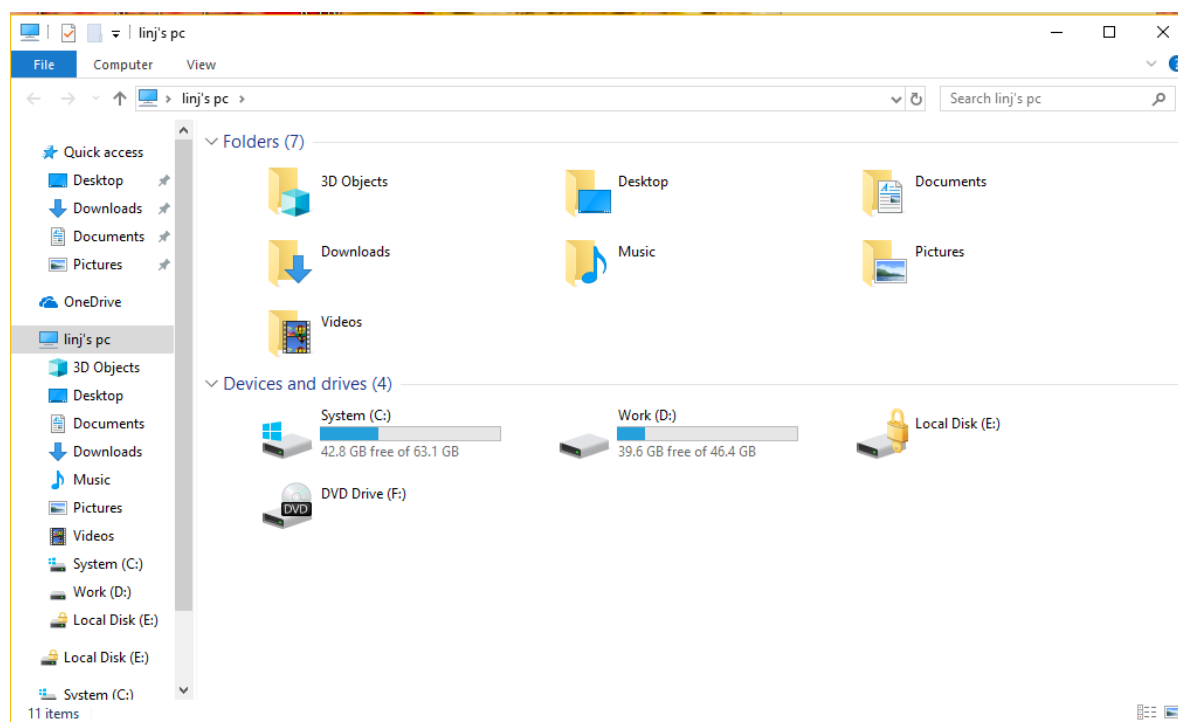 linj's pc
File Computer View
linj's pc
Search linj's pc
Quick access
Desktop
Downloads
Documents
Pictures
OneDrive
linj's pc
3D Objects
Desktop
Documents
Downloads
Music
Pictures
Videos
System (C:)
Work (D:)
Local Disk (E:)
Local Disk (E:)
System (C:)
Folders (7)
3D Objects
Desktop
Documents
Downloads
Music
Pictures
Videos
Devices and drives (4)
System (C:)
42.8 GB free of 63.1 GB
Work (D:)
39.6 GB free of 46.4 GB
Local Disk (E:)
DVD Drive (F:)
DVD
11 items